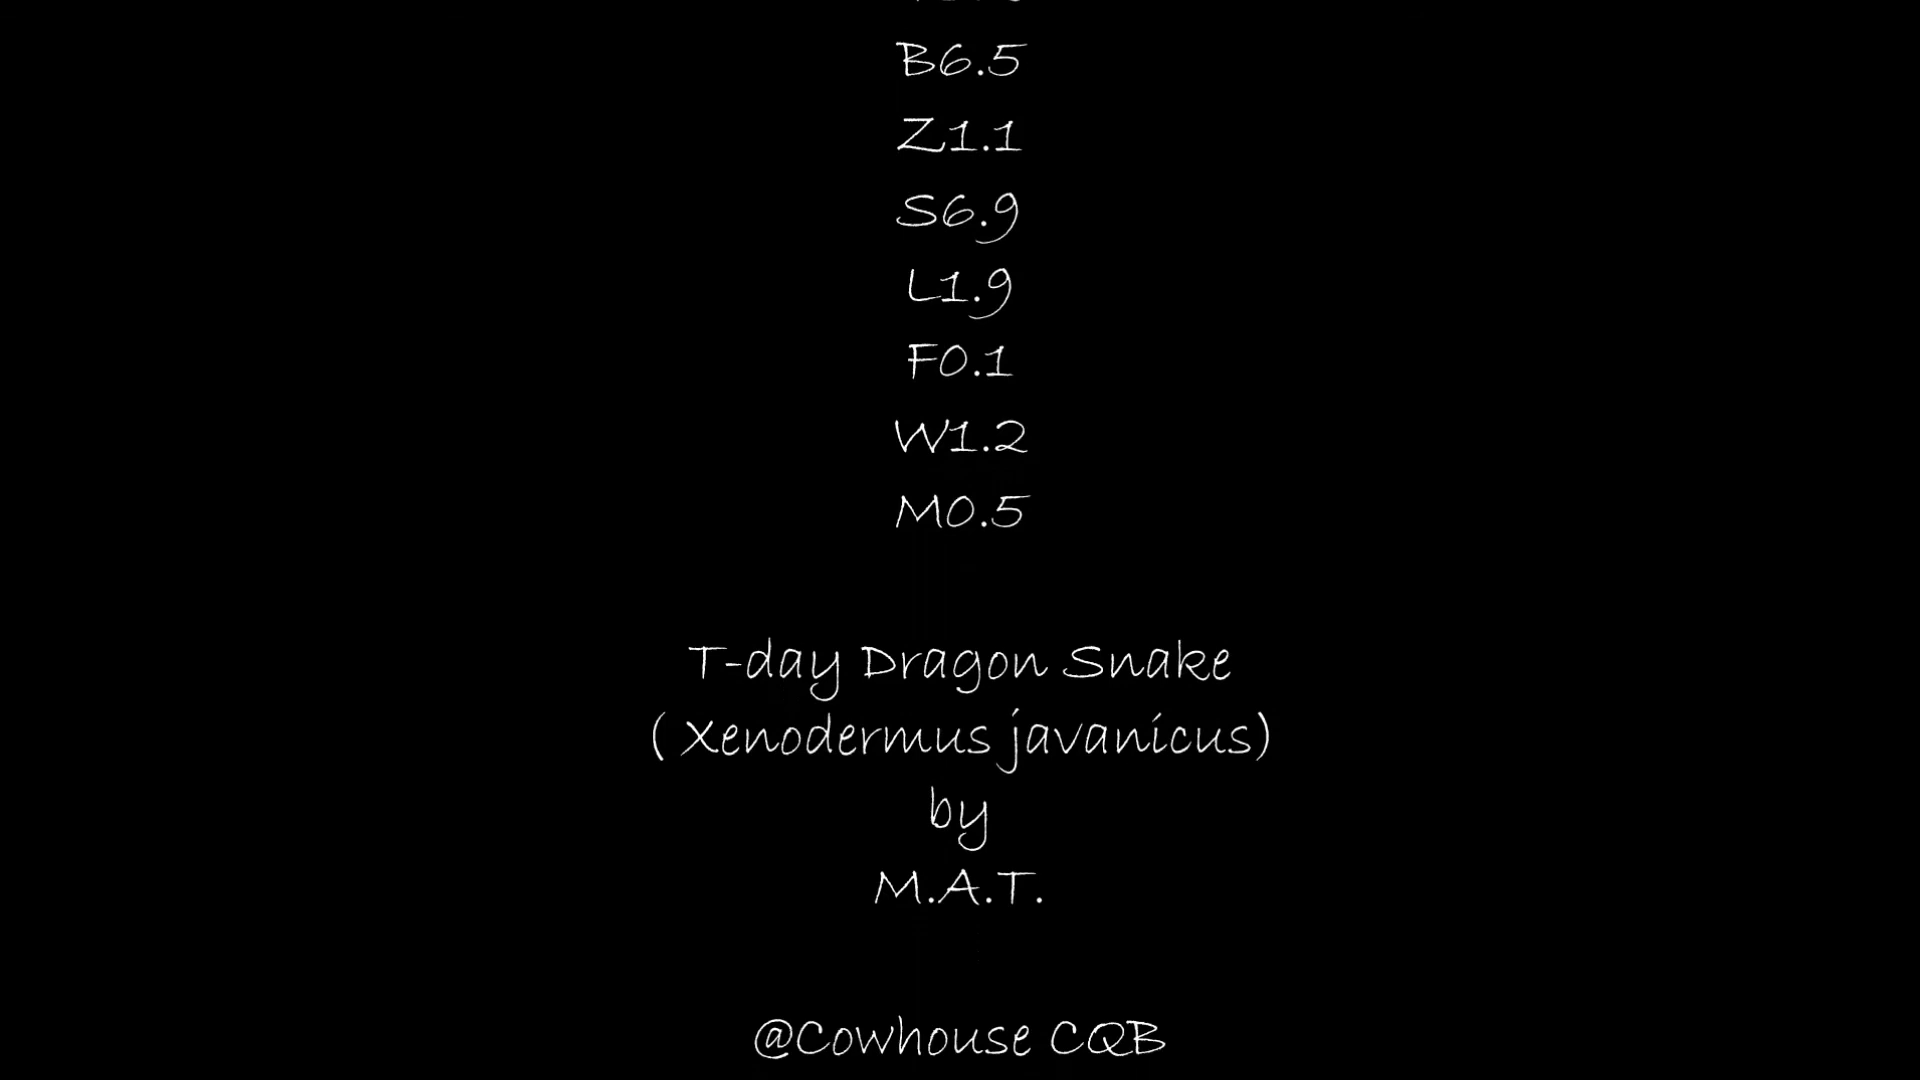 B6.5
Z1.1
S6.9
L1.9
F0.1
W1.2
M0.5
T-day Dragon Snake
( Xenodermus javanicus)
by
M.A.T.
@Cowhouse CQB